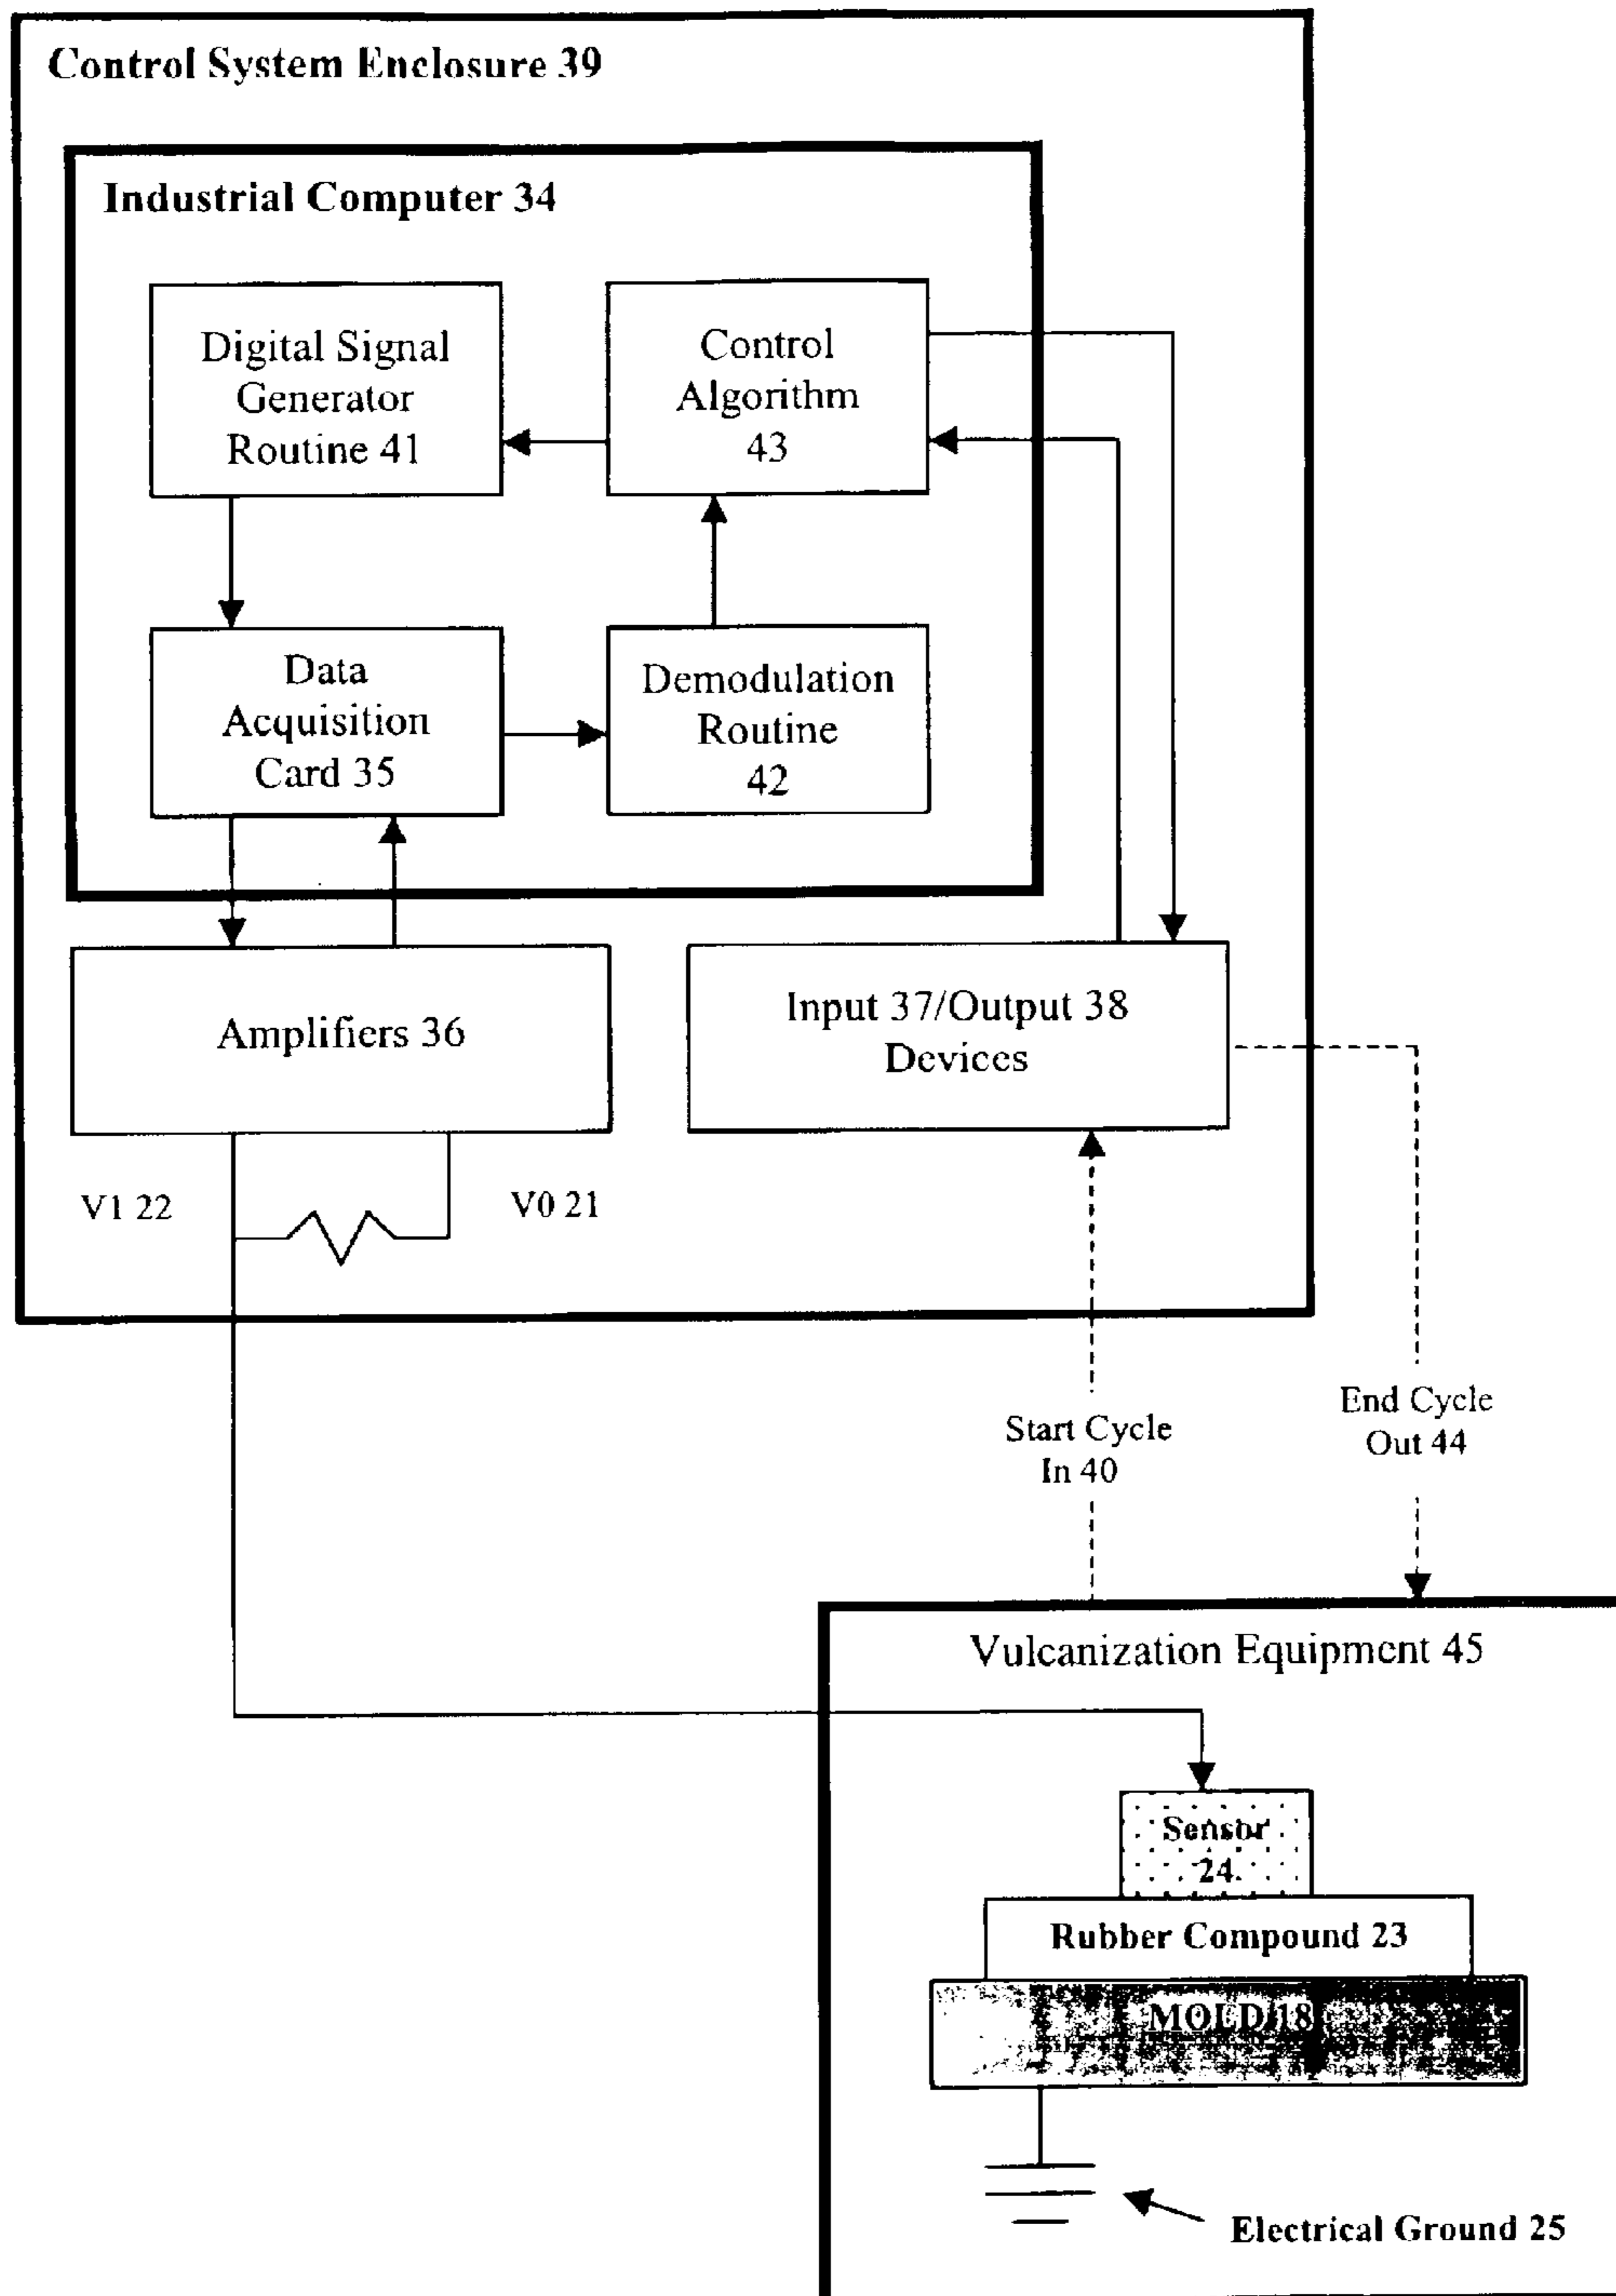 Control System Enclosure 39
Industrial Computer 34
Digital Signal
Generator
Routine 41
Control
Algorithm
43
Data
Acquisition
Card 35
Demodulation
Routine
42
Amplifiers 36
Input 37/Output 38
Devices
V1 22
V0 21
Start Cycle
In 40
End Cycle
Out 44
Vulcanization Equipment 45
Sensor
24
Rubber Compound 23
MOLD 18
Electrical Ground 25